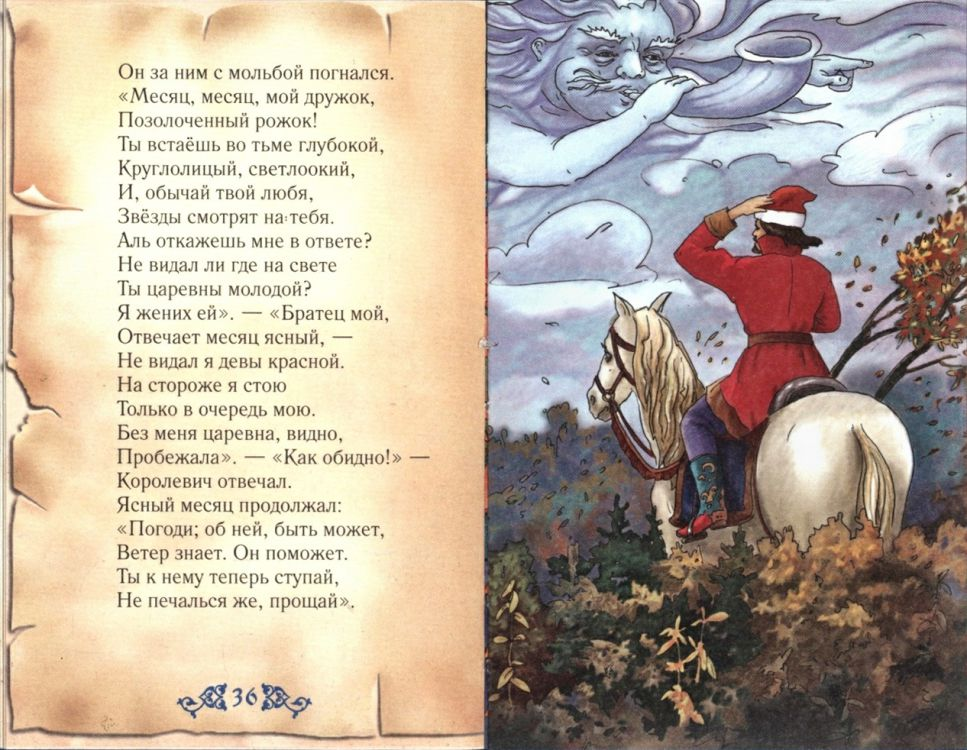 Он за ним с мольбой погнался.
«Месяц, месяц, мой дружок,
Позолоченный рожок!
Ты встаёшь во тьме глубокой,
Круглолицый, светлоокий,
И, обычай твой любя,
Звёзды смотрят на тебя.
Аль откажешь мне в ответе?
Не видал ли где на свете
Ты царевны молодой?
Я жених ей». — «Братец мой,
Отвечает месяц ясный, —
Не видал я девы красной.
На стороже я стою
Только в очередь мою.
Без меня царевна, видно,
Пробежала». — «Как обидно!» —
Королевич отвечал.
Ясный месяц продолжал:
«Погоди; об ней, быть может,
Ветер знает. Он поможет.
Ты к нему теперь ступай,
Не печалься же, прощай».
36